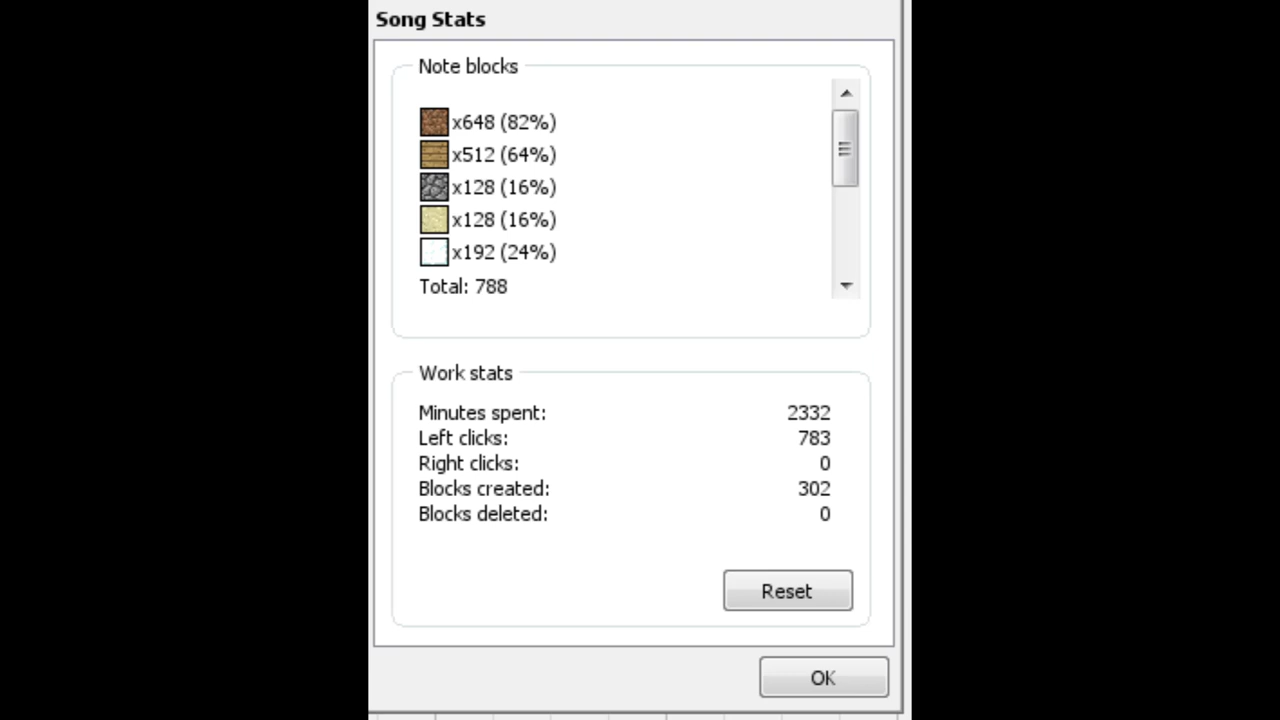 Song Stats
Note blocks
x648 (82%)
x512 (64%)
x128 (16%)
x128 (16%)
x192 (24%)
Total: 788
Work stats
Minutes spent: 2332
Left clicks: 783
Right clicks: 0
Blocks created: 302
Blocks deleted: 0
Reset
OK